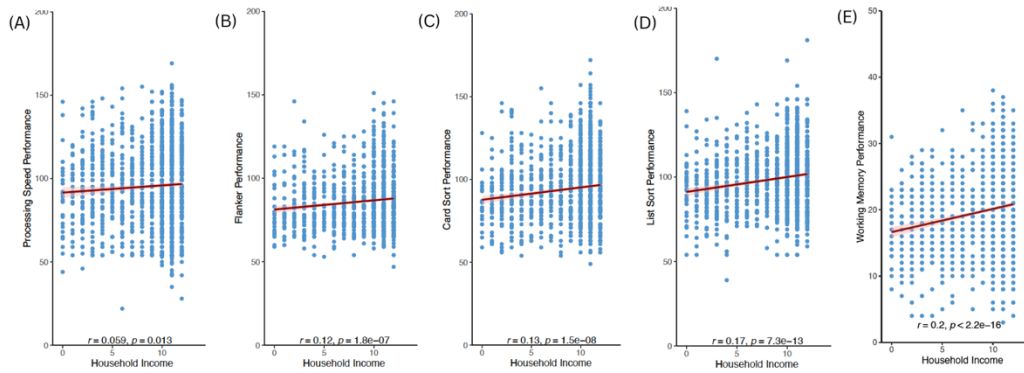 (A)
200
150
100
50
0
Processing Speed Performance
r = 0.059, p = 0.013
0 5 10
Household Income
(B)
200
150
100
50
0
Flanker Performance
r = 0.12, p = 1.8e−07
0 5 10
Household Income
(C)
200
150
100
50
0
Card Sort Performance
r = 0.13, p = 1.5e−08
0 5 10
Household Income
(D)
200
150
100
50
0
List Sort Performance
r = 0.17, p = 7.3e−13
0 5 10
Household Income
(E)
50
40
30
20
10
0
Working Memory Performance
r = 0.2, p < 2.2e−16
0 5 10
Household Income